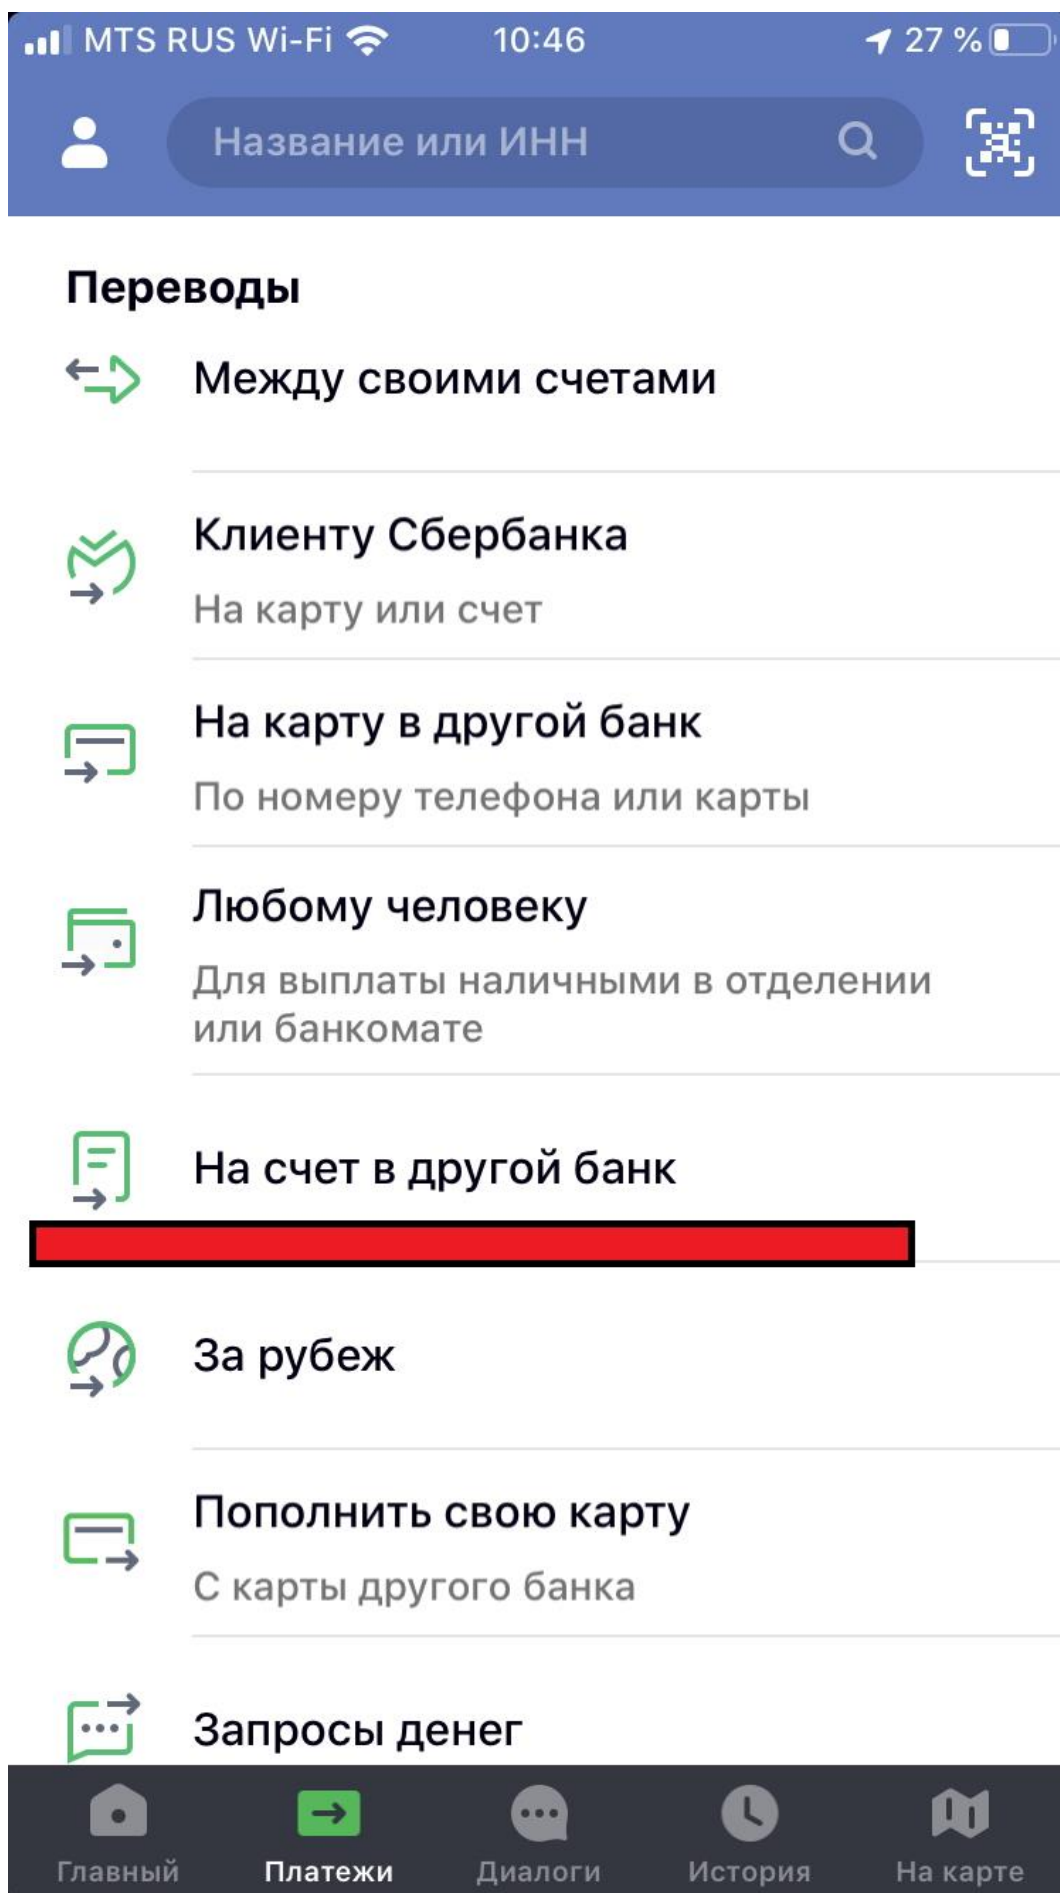 MTS RUS Wi-Fi 10:46 27 %
Название или ИНН
Переводы
Между своими счетами
Клиенту Сбербанка
На карту или счет
На карту в другой банк
По номеру телефона или карты
Любому человеку
Для выплаты наличными в отделении
или банкомате
На счет в другой банк
За рубеж
Пополнить свою карту
С карты другого банка
Запросы денег
Главный Платежи Диалоги История На карте